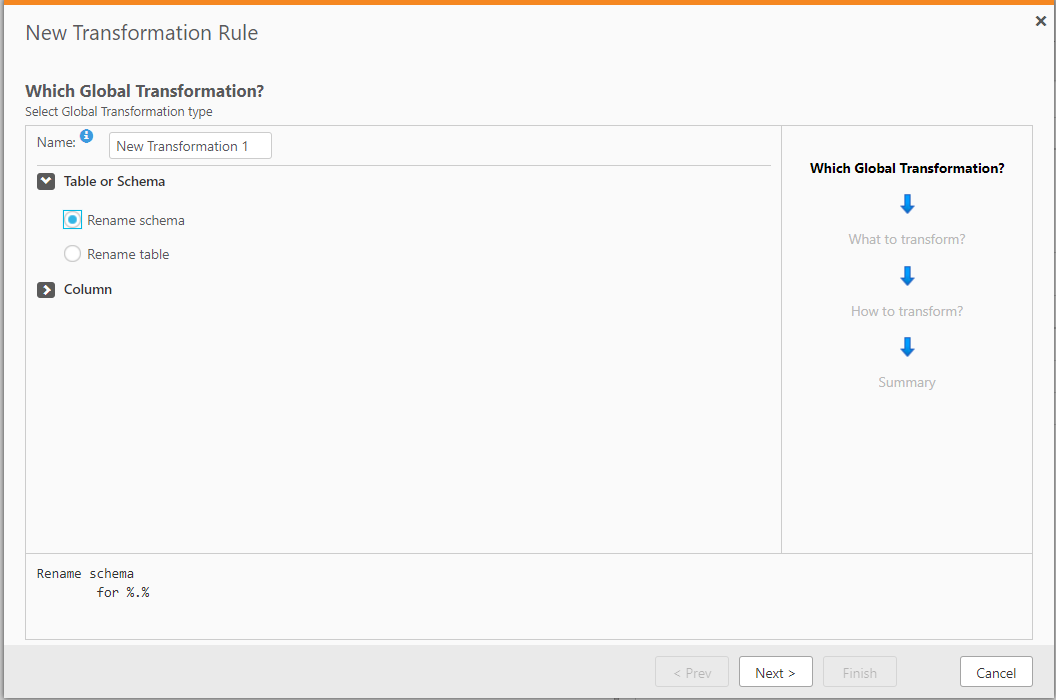 New Transformation Rule
Which Global Transformation?
Select Global Transformation type
Name:
New Transformation 1
Table or Schema
Rename schema
Rename table
Column
Which Global Transformation?
What to transform?
How to transform?
Summary
Rename schema
for %.%
< Prev
Next >
Finish
Cancel